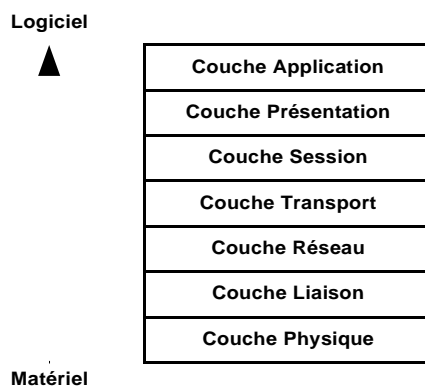 Logiciel
Couche Application
Couche Présentation
Couche Session
Couche Transport
Couche Réseau
Couche Liaison
Couche Physique
Matériel